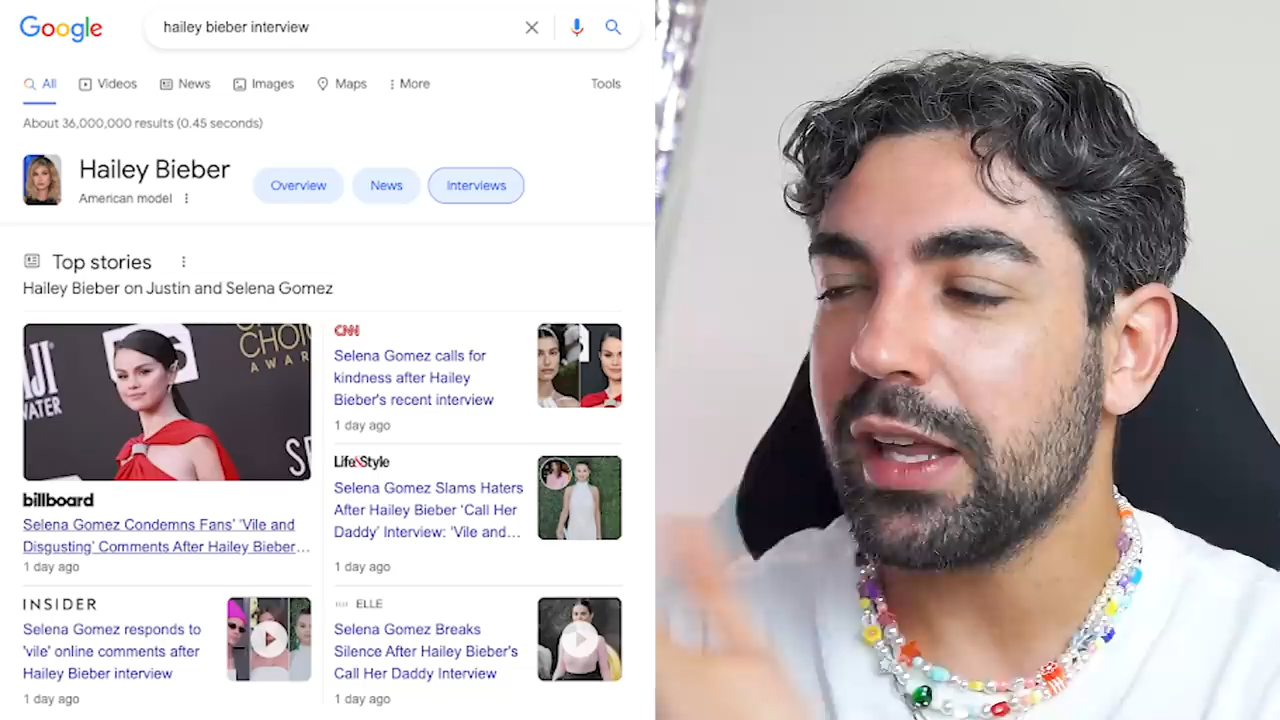 Google
hailey bieber interview
All
Videos
News
Images
Maps
More
Tools
About 36,000,000 results (0.45 seconds)
Hailey Bieber
American model
Overview
News
Interviews
Top stories
Hailey Bieber on Justin and Selena Gomez
CHOIC
AWAR
JI
WATER
billboard
Selena Gomez Condemns Fans' 'Vile and
Disgusting' Comments After Hailey Bieber...
1 day ago
CNN
Selena Gomez calls for
kindness after Hailey
Bieber's recent interview
1 day ago
Life&Style
Selena Gomez Slams Haters
After Hailey Bieber 'Call Her
Daddy' Interview: 'Vile and...
1 day ago
INSIDER
Selena Gomez responds to
'vile' online comments after
Hailey Bieber interview
1 day ago
ELLE
Selena Gomez Breaks
Silence After Hailey Bieber's
Call Her Daddy Interview
1 day ago